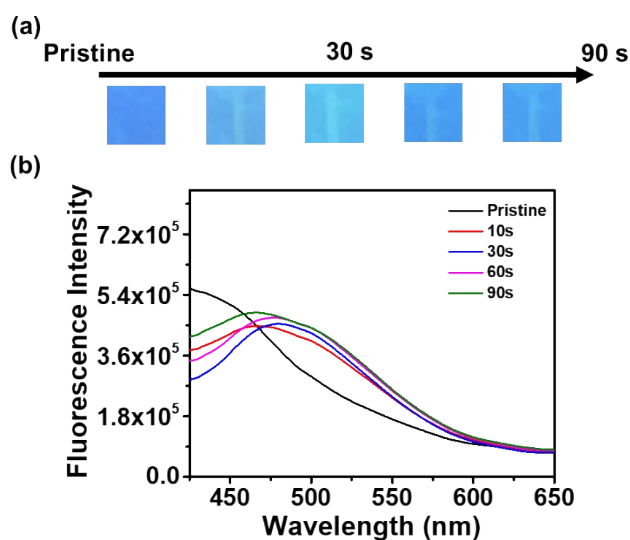 (a)
Pristine 30 s 90 s
(b)
Fluorescence Intensity
7.2x10⁵
5.4x10⁵
3.6x10⁵
1.8x10⁵
0.0
Pristine
10s
30s
60s
90s
450 500 550 600 650
Wavelength (nm)